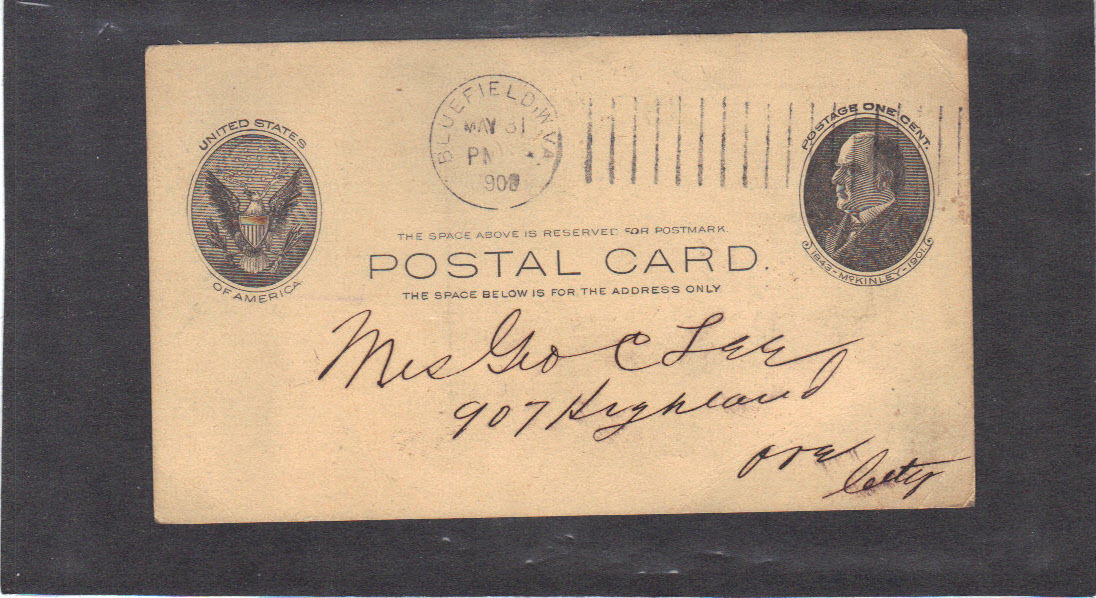 UNITED STATES
OF AMERICA
BLUEFIELD, W. VA.
MAY 31
PM
POSTAGE ONE CENT.
1843-McKINLEY-1901.
THE SPACE ABOVE IS RESERVED FOR POSTMARK.
POSTAL CARD.
THE SPACE BELOW IS FOR THE ADDRESS ONLY
Mrs Geo C Lee
907 Highland
Ave
City